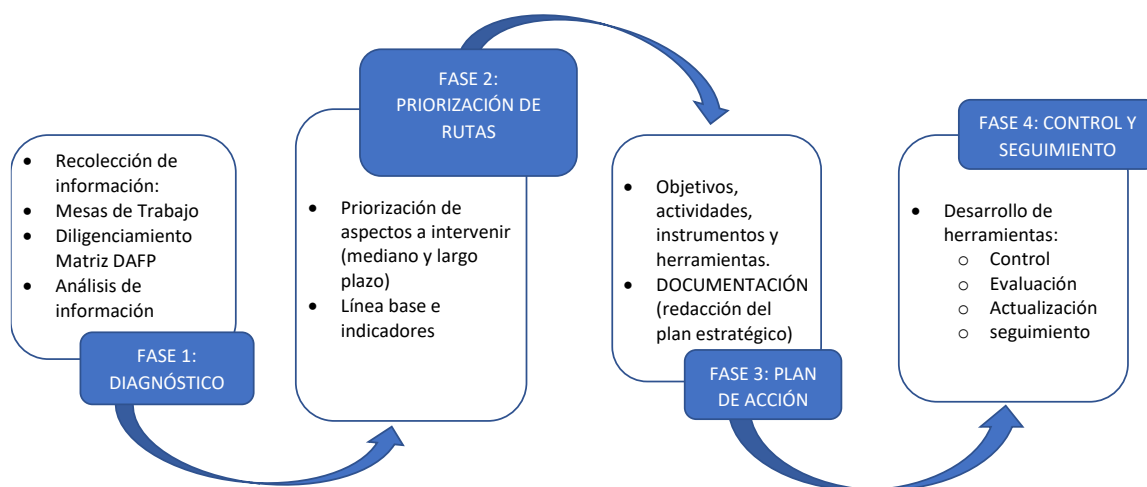 • Recolección de
información:
• Mesas de Trabajo
• Diligenciamiento
Matriz DAFP
• Análisis de
información
FASE 1:
DIAGNÓSTICO
FASE 2:
PRIORIZACIÓN DE
RUTAS
• Priorización de
aspectos a intervenir
(mediano y largo
plazo)
• Línea base e
indicadores
• Objetivos,
actividades,
instrumentos y
herramientas.
• DOCUMENTACIÓN
(redacción del
plan estratégico)
FASE 3: PLAN
DE ACCIÓN
FASE 4: CONTROL Y
SEGUIMIENTO
• Desarrollo de
herramientas:
o Control
o Evaluación
o Actualización
o seguimiento